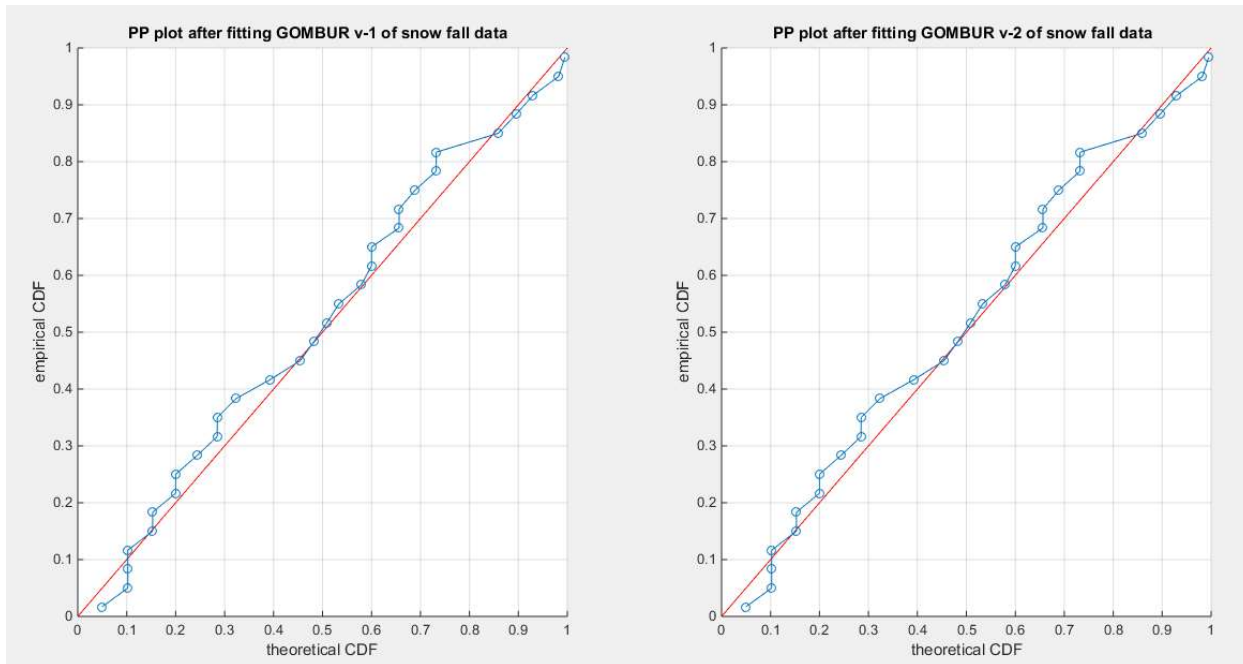 PP plot after fitting GOMBUR v-1 of snow fall data
1
0.9
0.8
0.7
0.6
0.5
0.4
0.3
0.2
0.1
0
empirical CDF
0 0.1 0.2 0.3 0.4 0.5 0.6 0.7 0.8 0.9 1
theoretical CDF
PP plot after fitting GOMBUR v-2 of snow fall data
1
0.9
0.8
0.7
0.6
0.5
0.4
0.3
0.2
0.1
0
empirical CDF
0 0.1 0.2 0.3 0.4 0.5 0.6 0.7 0.8 0.9 1
theoretical CDF